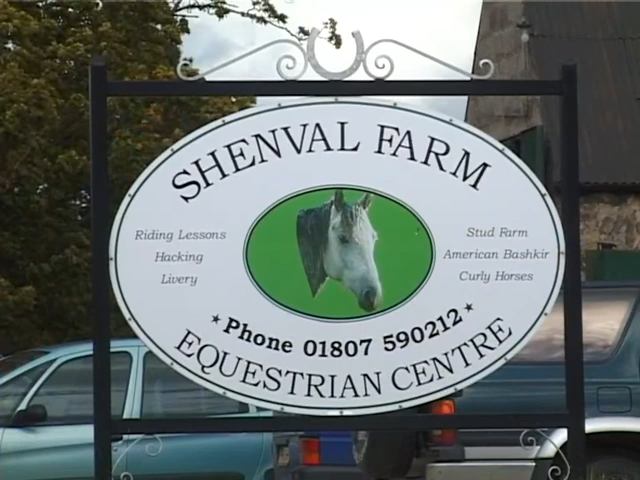 SHENVAL FARM
Riding Lessons
Hacking
Livery
Stud Farm
American Bashkir
Curly Horses
★ Phone 01807 590212 ★
EQUESTRIAN CENTRE